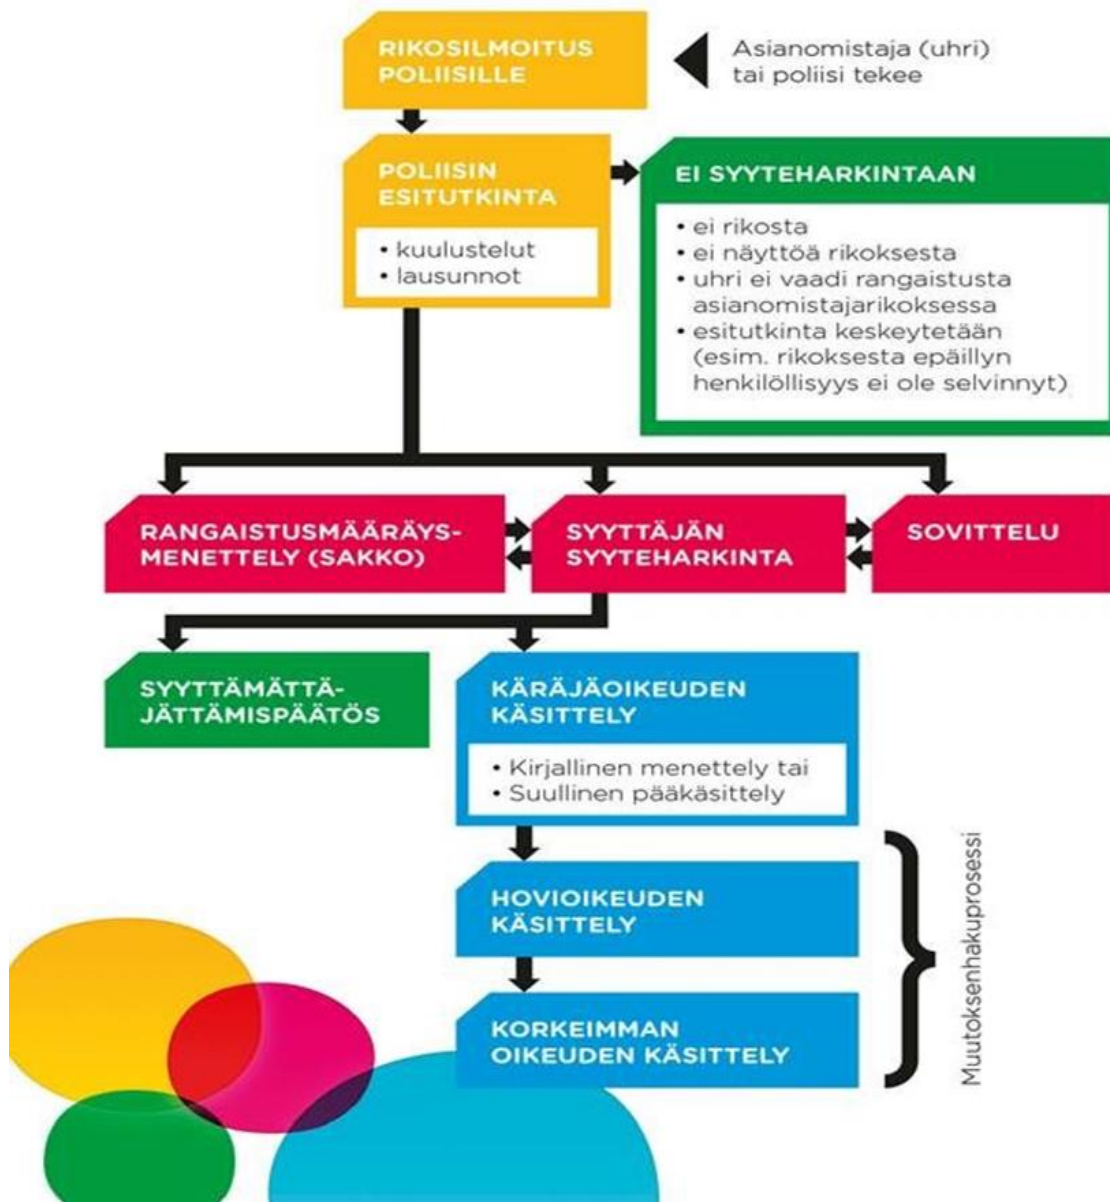 RIKOSILMOITUS
POLIISILLE
Asianomistaja (uhri)
tai poliisi tekee
POLIISIN
ESITUTKINTA
• kuulustelut
• lausunnot
EI SYYTEHARKINTAAN
• ei rikosta
• ei näyttöä rikoksesta
• uhri ei vaadi rangaistusta
asianomistajarikoksessa
• esitutkinta keskeytetään
(esim. rikoksesta epäillyn
henkilöllisyys ei ole selvinnyt)
RANGAISTUSMÄÄRÄYS-
MENETTELY (SAKKO)
SYYTTÄJÄN
SYYTEHARKINTA
SOVITTELU
SYYTTÄMÄTTÄ-
JÄTTÄMISPÄÄTÖS
KÄRÄJÄOIKEUDEN
KÄSITTELY
• Kirjallinen menettely tai
• Suullinen pääkäsittely
HOVIOIKEUDEN
KÄSITTELY
KORKEIMMAN
OIKEUDEN KÄSITTELY
Muutoksenhakuprosessi